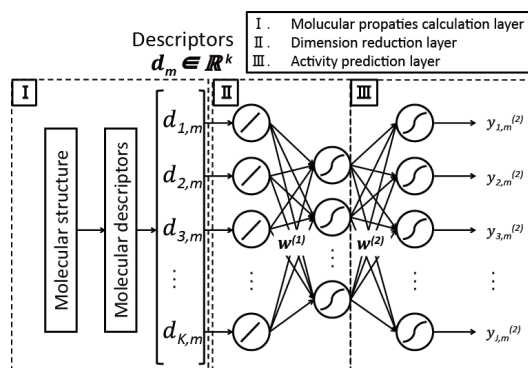 Descriptors
d_m ∈ ℝ^k
Ⅰ. Molecular propaties calculation layer
Ⅱ. Dimension reduction layer
Ⅲ. Activity prediction layer
Ⅰ
Ⅱ
Ⅲ
Molecular structure
Molecular descriptors
d_{1,m}
d_{2,m}
d_{3,m}
⋮
d_{K,m}
w^{(1)}
w^{(2)}
y_{1,m}^{(2)}
y_{2,m}^{(2)}
y_{3,m}^{(2)}
⋮
y_{J,m}^{(2)}